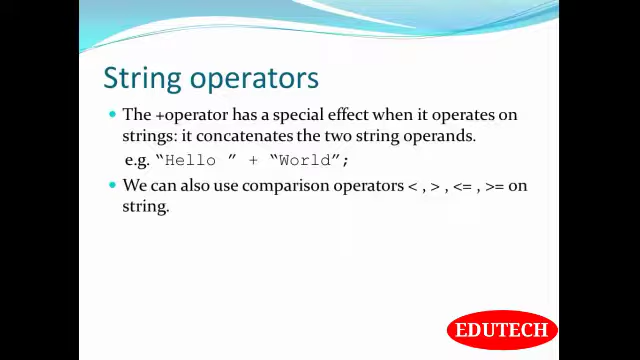 String operators
• The +operator has a special effect when it operates on
strings: it concatenates the two string operands.
e.g. “Hello ” + “World”;
• We can also use comparison operators < , > , <= , >= on
string.
EDUTECH